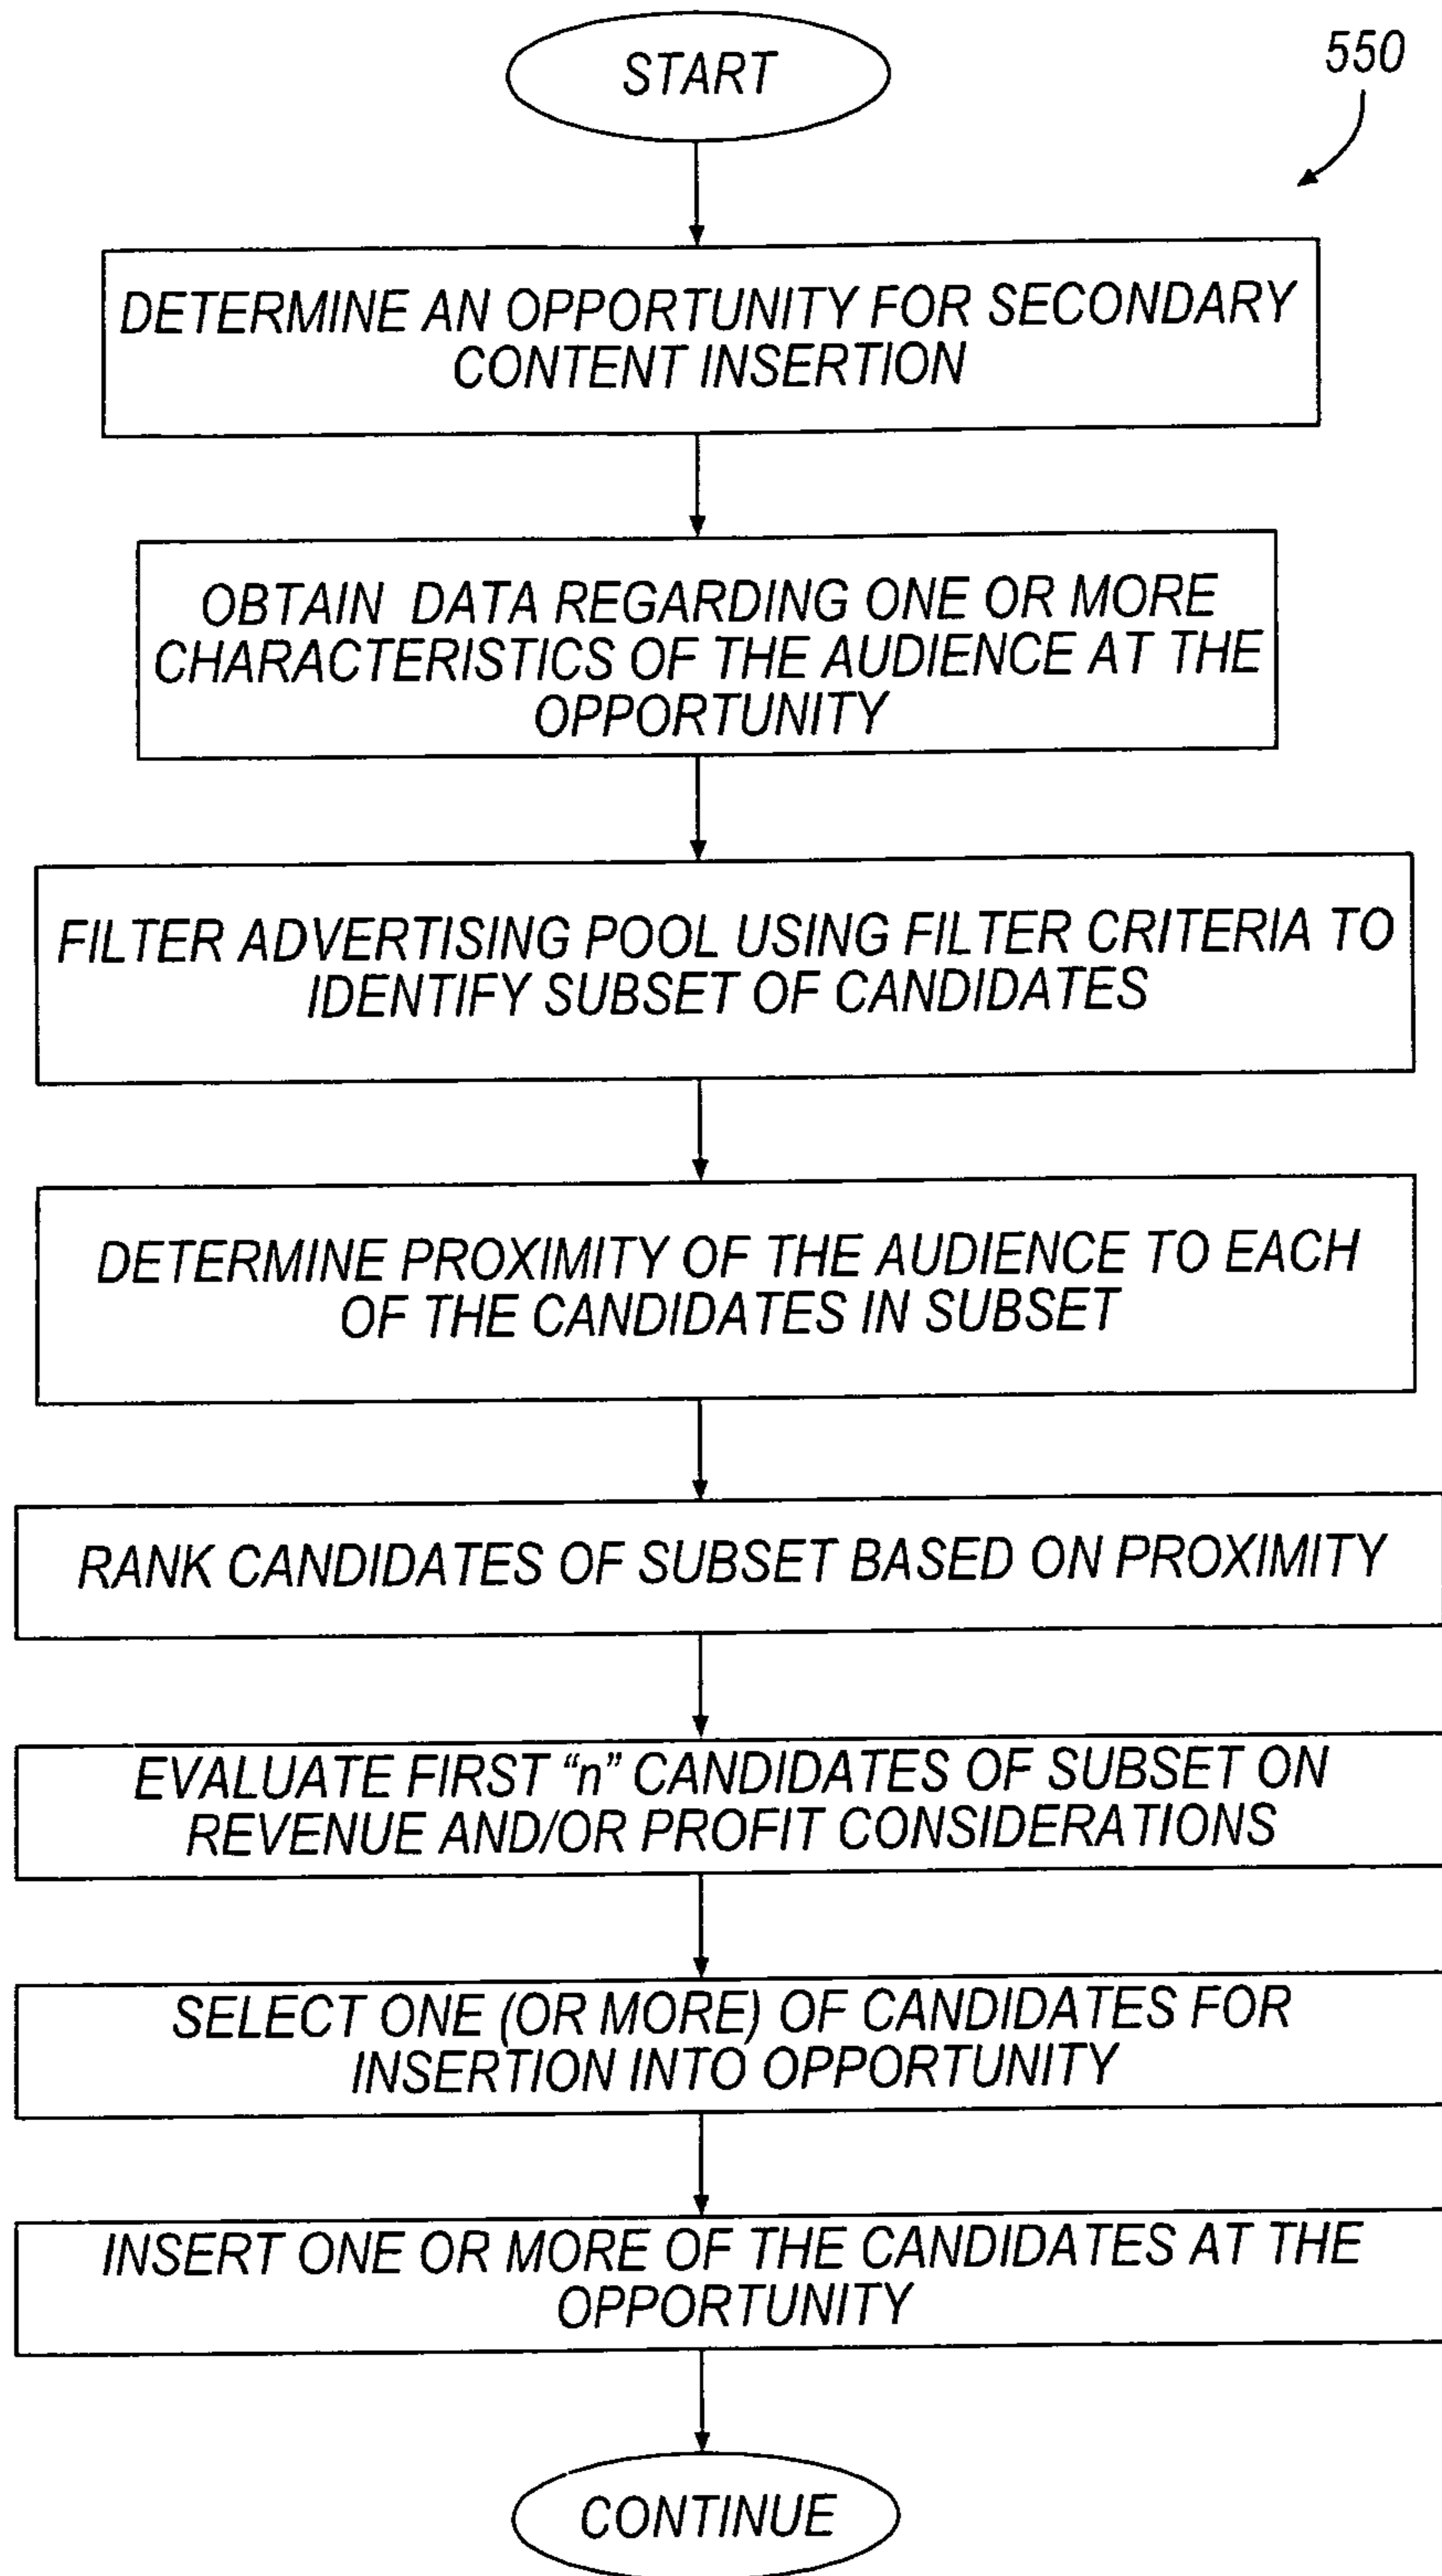 START
550
DETERMINE AN OPPORTUNITY FOR SECONDARY
CONTENT INSERTION
OBTAIN DATA REGARDING ONE OR MORE
CHARACTERISTICS OF THE AUDIENCE AT THE
OPPORTUNITY
FILTER ADVERTISING POOL USING FILTER CRITERIA TO
IDENTIFY SUBSET OF CANDIDATES
DETERMINE PROXIMITY OF THE AUDIENCE TO EACH
OF THE CANDIDATES IN SUBSET
RANK CANDIDATES OF SUBSET BASED ON PROXIMITY
EVALUATE FIRST “n” CANDIDATES OF SUBSET ON
REVENUE AND/OR PROFIT CONSIDERATIONS
SELECT ONE (OR MORE) OF CANDIDATES FOR
INSERTION INTO OPPORTUNITY
INSERT ONE OR MORE OF THE CANDIDATES AT THE
OPPORTUNITY
CONTINUE